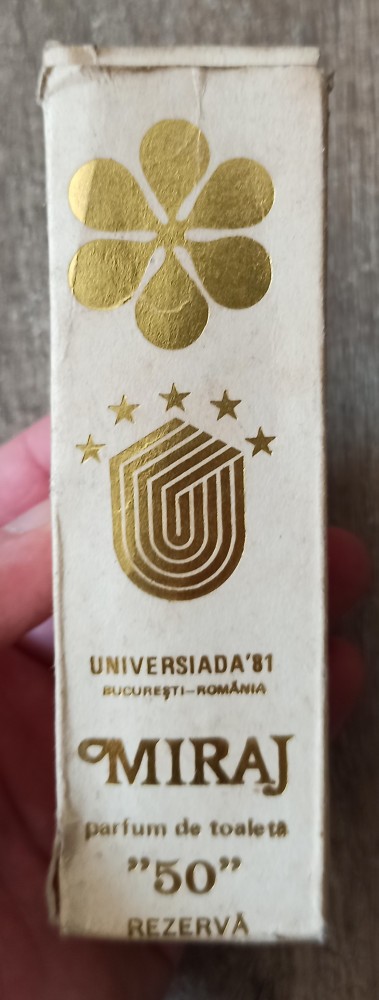 UNIVERSIADA'81
BUCUREȘTI–ROMÂNIA
MIRAJ
parfum de toaletă
”50”
REZERVĂ